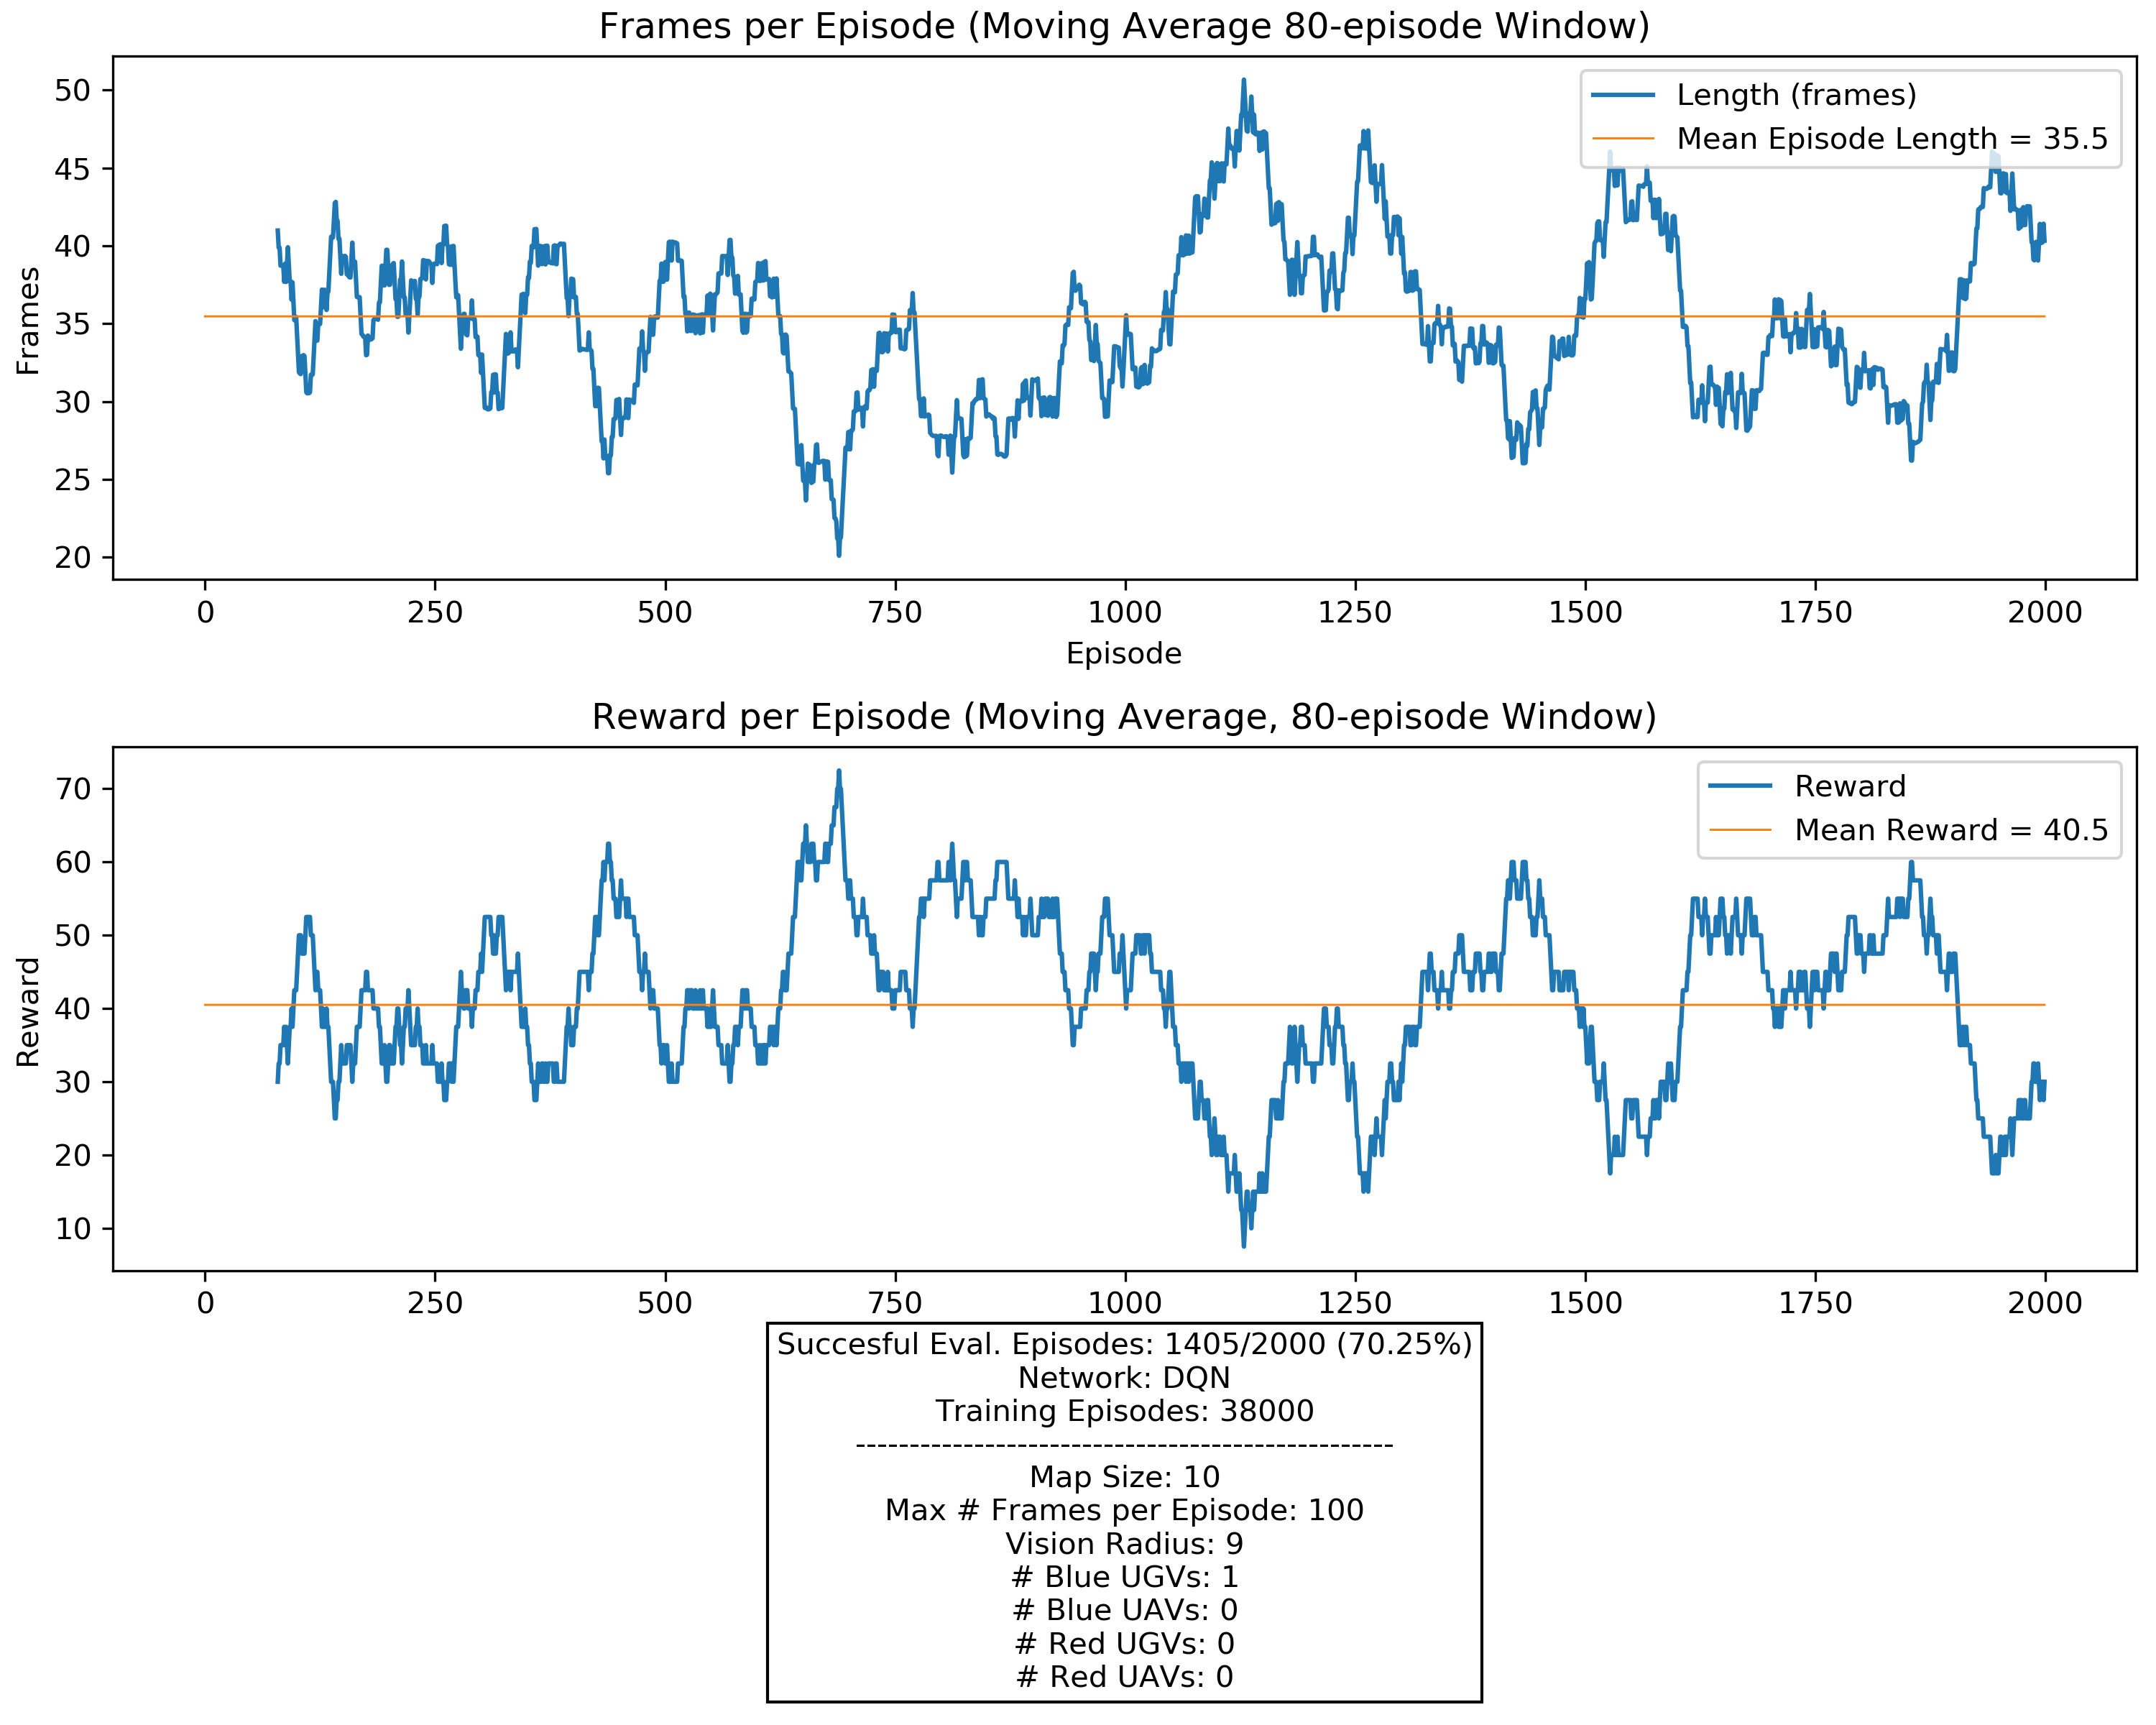 Frames per Episode (Moving Average 80-episode Window)
50
45
40
35
30
25
20
Frames
Length (frames)
Mean Episode Length = 35.5
0 250 500 750 1000 1250 1500 1750 2000
Episode
Reward per Episode (Moving Average, 80-episode Window)
70
60
50
40
30
20
10
Reward
Reward
Mean Reward = 40.5
0 250 500 750 1000 1250 1500 1750 2000
Succesful Eval. Episodes: 1405/2000 (70.25%)
Network: DQN
Training Episodes: 38000
--------------------------------------------------
Map Size: 10
Max # Frames per Episode: 100
Vision Radius: 9
# Blue UGVs: 1
# Blue UAVs: 0
# Red UGVs: 0
# Red UAVs: 0